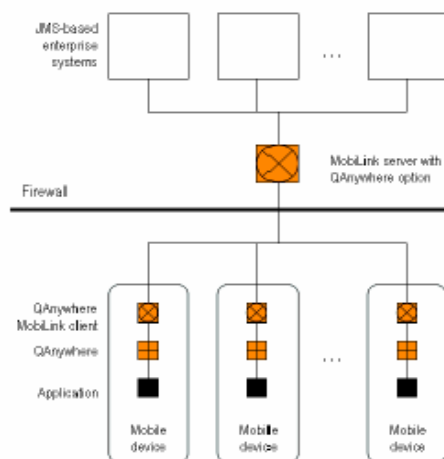 JMS-based
enterprise
systems
...
MobiLink server with
QAnywhere option
Firewall
QAnywhere
MobiLink client
QAnywhere
...
Application
Mobile
device
Mobile
device
Mobile
device